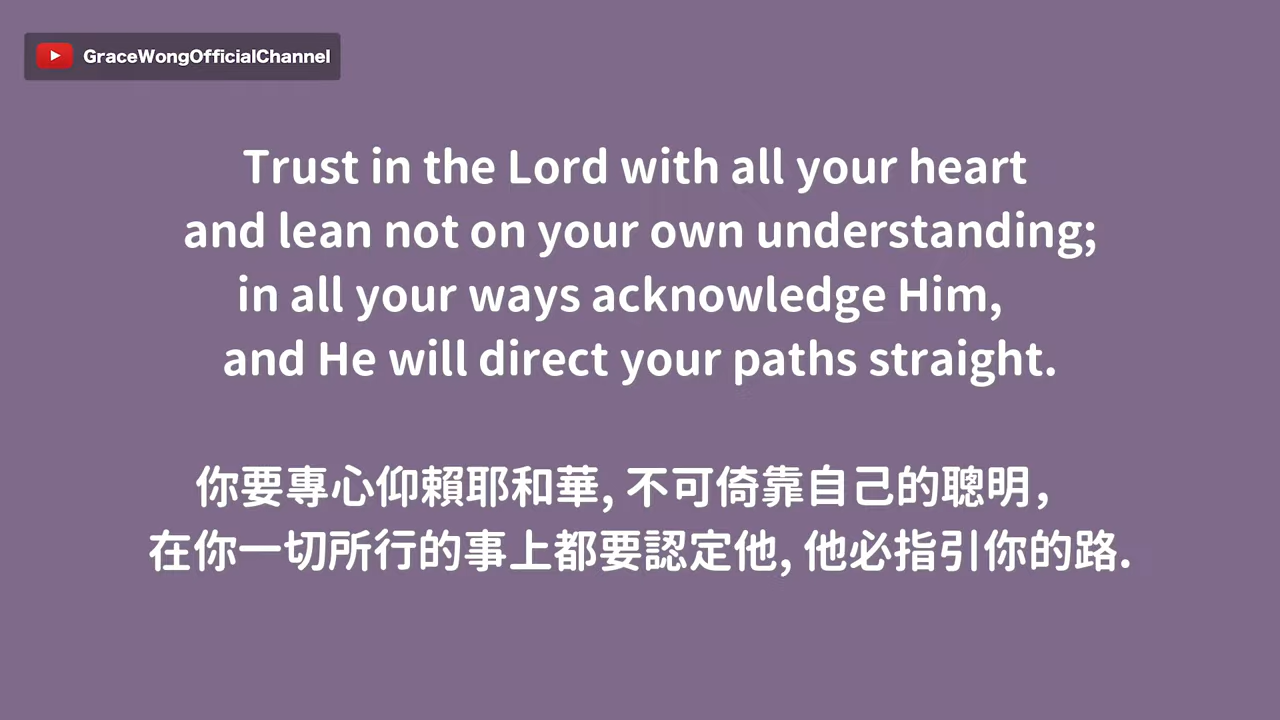 GraceWongOfficialChannel
Trust in the Lord with all your heart
and lean not on your own understanding;
in all your ways acknowledge Him,
and He will direct your paths straight.
你要專心仰賴耶和華, 不可倚靠自己的聰明,
在你一切所行的事上都要認定他, 他必指引你的路.